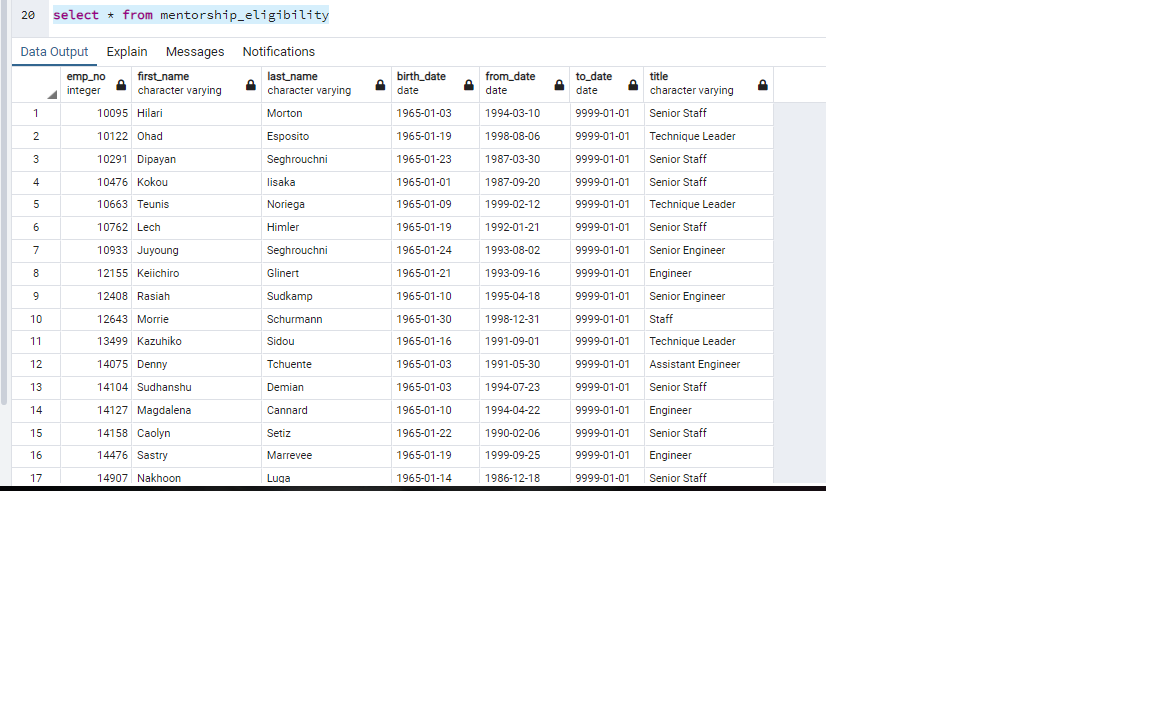 20 select * from mentorship_eligibility
Data Output Explain Messages Notifications
emp_no first_name last_name birth_date from_date to_date title
integer character varying character varying date date date character varying
1 10095 Hilari Morton 1965-01-03 1994-03-10 9999-01-01 Senior Staff
2 10122 Ohad Esposito 1965-01-19 1998-08-06 9999-01-01 Technique Leader
3 10291 Dipayan Seghrouchni 1965-01-23 1987-03-30 9999-01-01 Senior Staff
4 10476 Kokou Iisaka 1965-01-01 1987-09-20 9999-01-01 Senior Staff
5 10663 Teunis Noriega 1965-01-09 1999-02-12 9999-01-01 Technique Leader
6 10762 Lech Himler 1965-01-19 1992-01-21 9999-01-01 Senior Staff
7 10933 Juyoung Seghrouchni 1965-01-24 1993-08-02 9999-01-01 Senior Engineer
8 12155 Keiichiro Glinert 1965-01-21 1993-09-16 9999-01-01 Engineer
9 12408 Rasiah Sudkamp 1965-01-10 1995-04-18 9999-01-01 Senior Engineer
10 12643 Morrie Schurmann 1965-01-30 1998-12-31 9999-01-01 Staff
11 13499 Kazuhiko Sidou 1965-01-16 1991-09-01 9999-01-01 Technique Leader
12 14075 Denny Tchuente 1965-01-03 1991-05-30 9999-01-01 Assistant Engineer
13 14104 Sudhanshu Demian 1965-01-03 1994-07-23 9999-01-01 Senior Staff
14 14127 Magdalena Cannard 1965-01-10 1994-04-22 9999-01-01 Engineer
15 14158 Caolyn Setiz 1965-01-22 1990-02-06 9999-01-01 Senior Staff
16 14476 Sastry Marrevee 1965-01-19 1999-09-25 9999-01-01 Engineer
17 14907 Nakhoon Luga 1965-01-14 1986-12-18 9999-01-01 Senior Staff